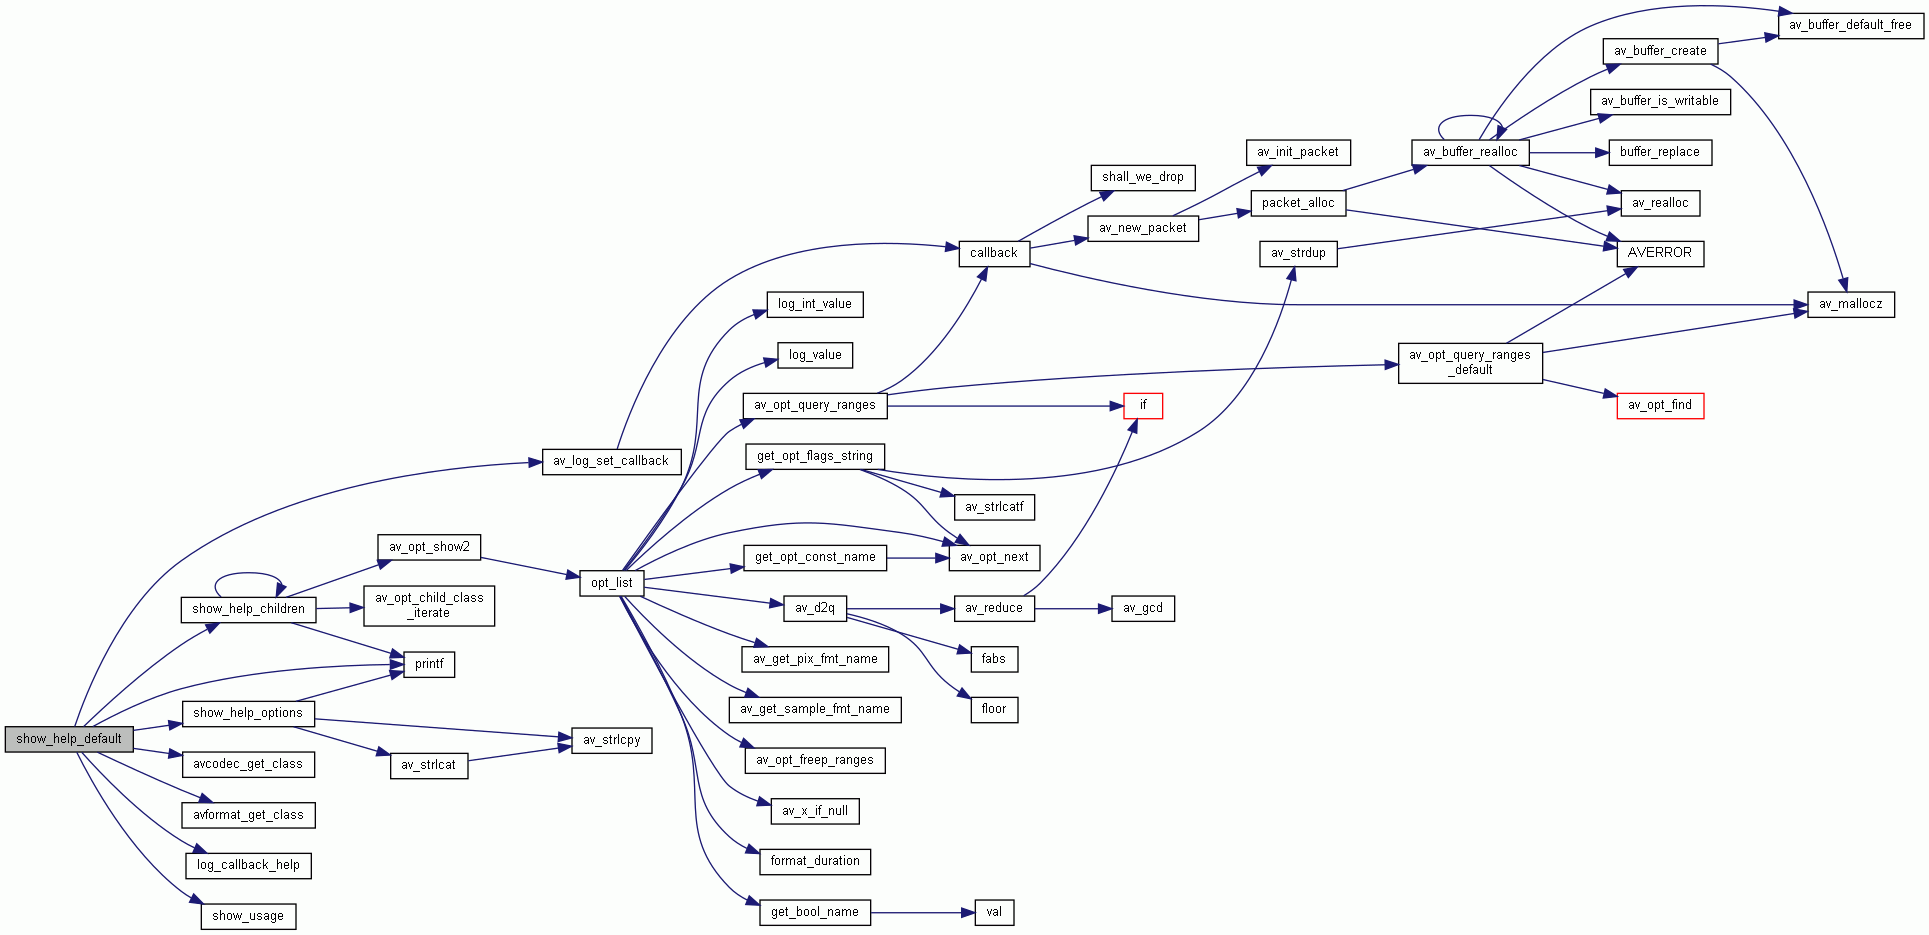 av_buffer_default_free
av_buffer_create
av_buffer_is_writable
av_init_packet
av_buffer_realloc
buffer_replace
shall_we_drop
packet_alloc
av_realloc
av_new_packet
callback
av_strdup
AVERROR
log_int_value
av_mallocz
log_value
av_opt_query_ranges
_default
av_opt_query_ranges
if
av_opt_find
get_opt_flags_string
av_log_set_callback
av_strlcatf
av_opt_show2
get_opt_const_name
av_opt_next
opt_list
show_help_children
av_opt_child_class
_iterate
av_d2q
av_reduce
av_gcd
printf
av_get_pix_fmt_name
fabs
show_help_options
av_get_sample_fmt_name
floor
show_help_default
av_strlcpy
avcodec_get_class
av_strlcat
av_opt_freep_ranges
avformat_get_class
av_x_if_null
log_callback_help
format_duration
show_usage
get_bool_name
val